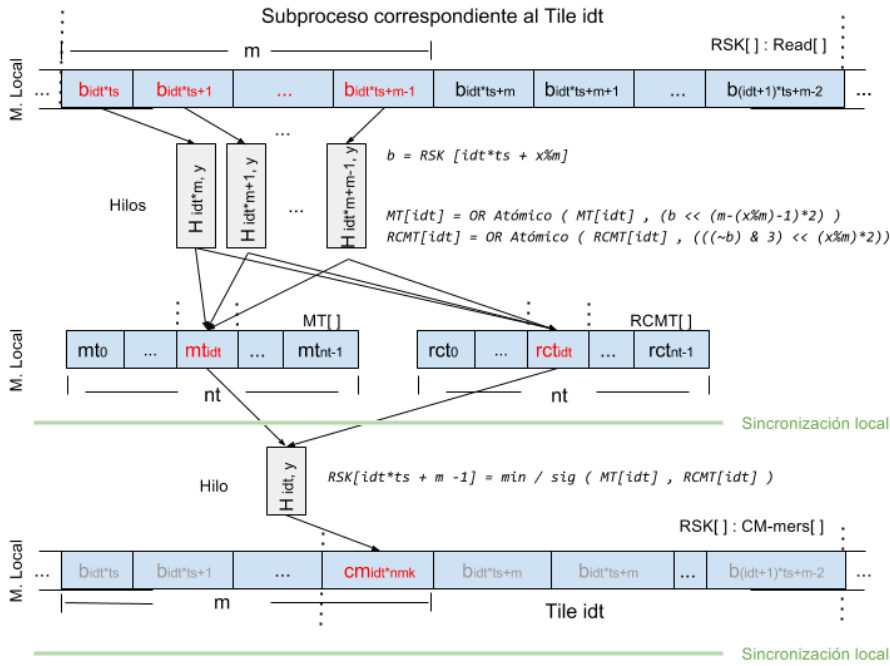 Subproceso correspondiente al Tile idt
m
RSK[ ] : Read[ ]
M. Local
... bidt*ts bidt*ts+1 ... bidt*ts+m-1 bidt*ts+m bidt*ts+m+1 ... b(idt+1)*ts+m-2 ...
...
Hilos
H idt*m, y
H idt*m+1, y
...
H idt*m+m-1, y
b = RSK [idt*ts + x%m]
MT[idt] = OR Atómico ( MT[idt] , (b << (m-(x%m)-1)*2) )
RCMT[idt] = OR Atómico ( RCMT[idt] , (((~b) & 3) << (x%m)*2))
MT[ ]
RCMT[ ]
M. Local
mt0 ... mtidt ... mtnt-1
rct0 ... rctidt ... rctnt-1
nt
nt
Sincronización local
Hilo
H idt, y
RSK[idt*ts + m -1] = min / sig ( MT[idt] , RCMT[idt] )
RSK[ ] : CM-mers[ ]
M. Local
... bidt*ts bidt*ts+1 ... cmidt*nmk bidt*ts+m bidt*ts+m ... b(idt+1)*ts+m-2 ...
m
Tile idt
Sincronización local